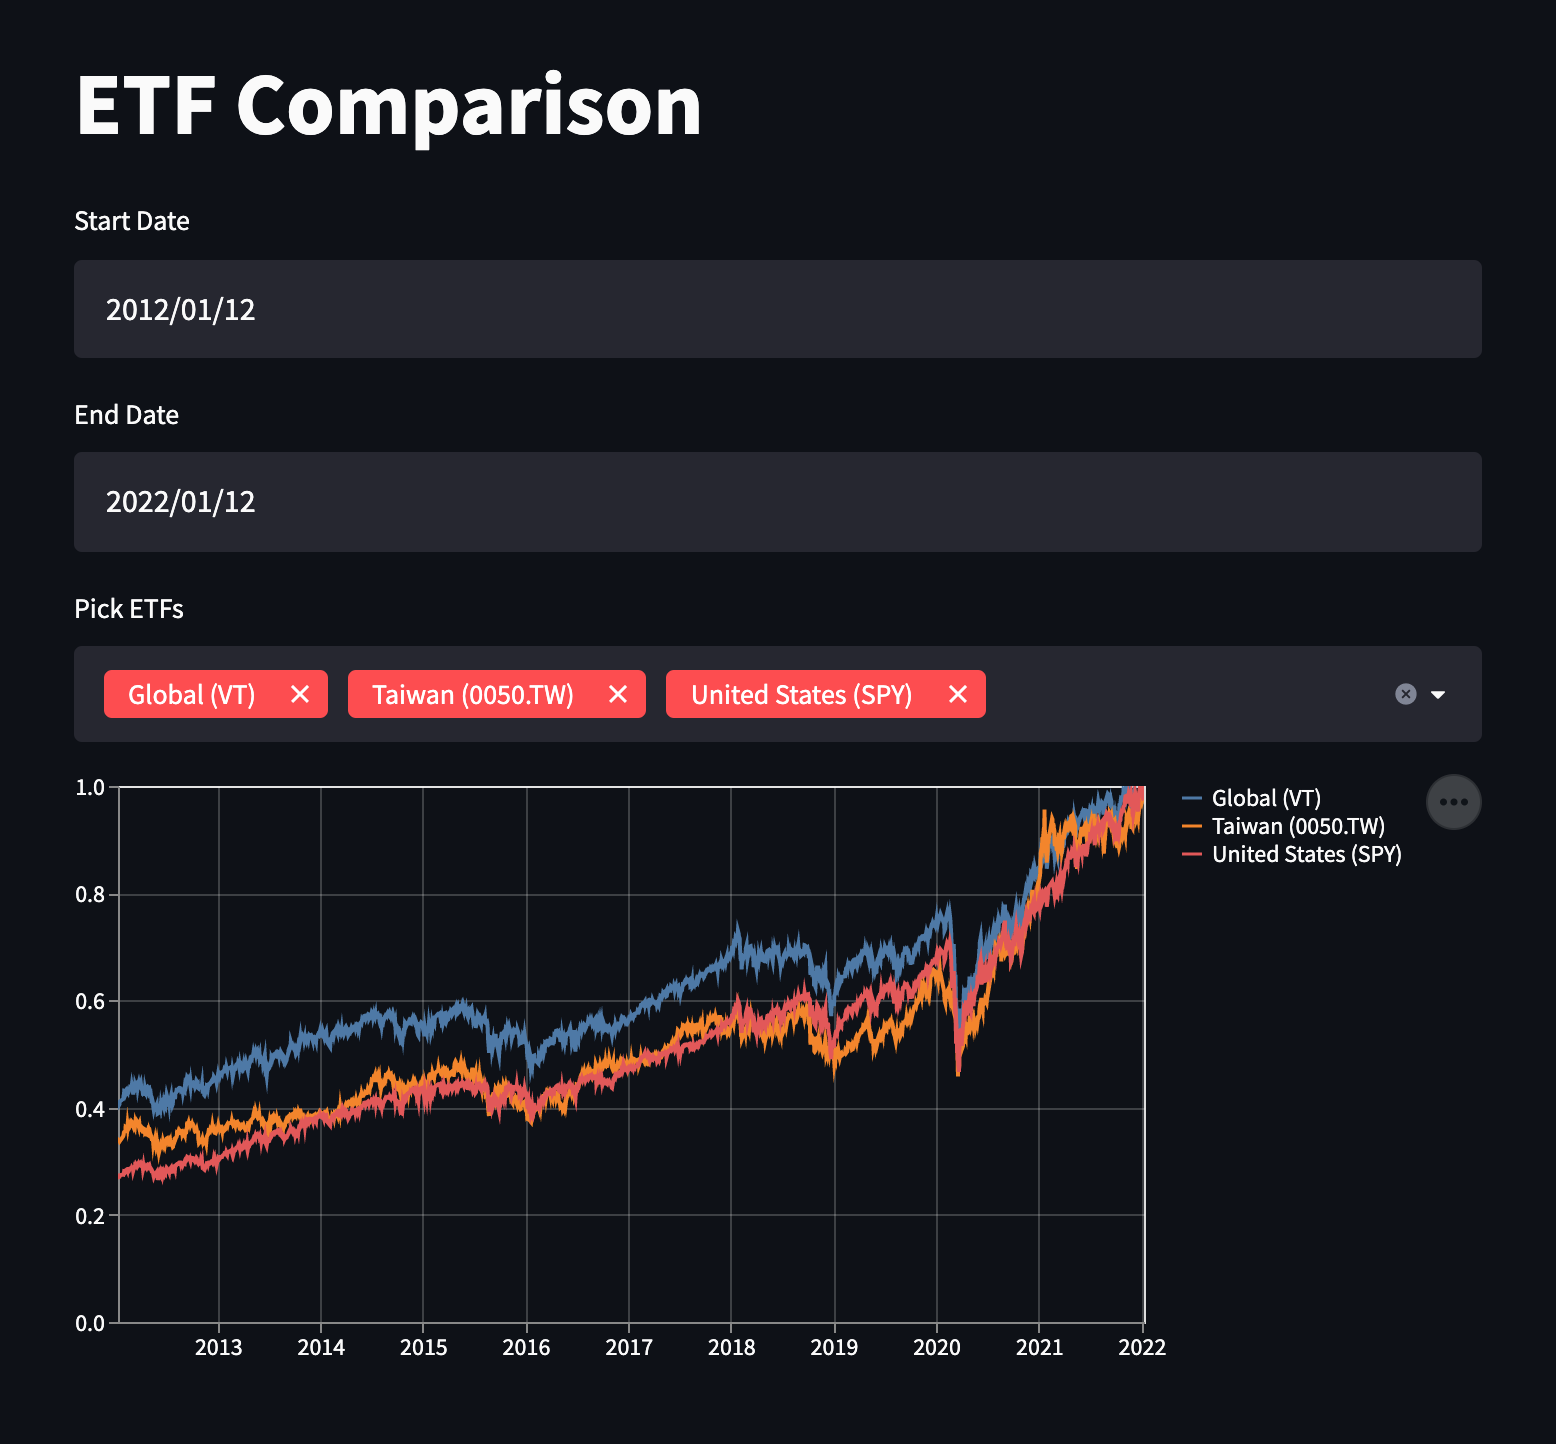 ETF Comparison
Start Date
2012/01/12
End Date
2022/01/12
Pick ETFs
Global (VT) Taiwan (0050.TW) United States (SPY)
1.0
0.8
0.6
0.4
0.2
0.0
2013 2014 2015 2016 2017 2018 2019 2020 2021 2022
Global (VT)
Taiwan (0050.TW)
United States (SPY)